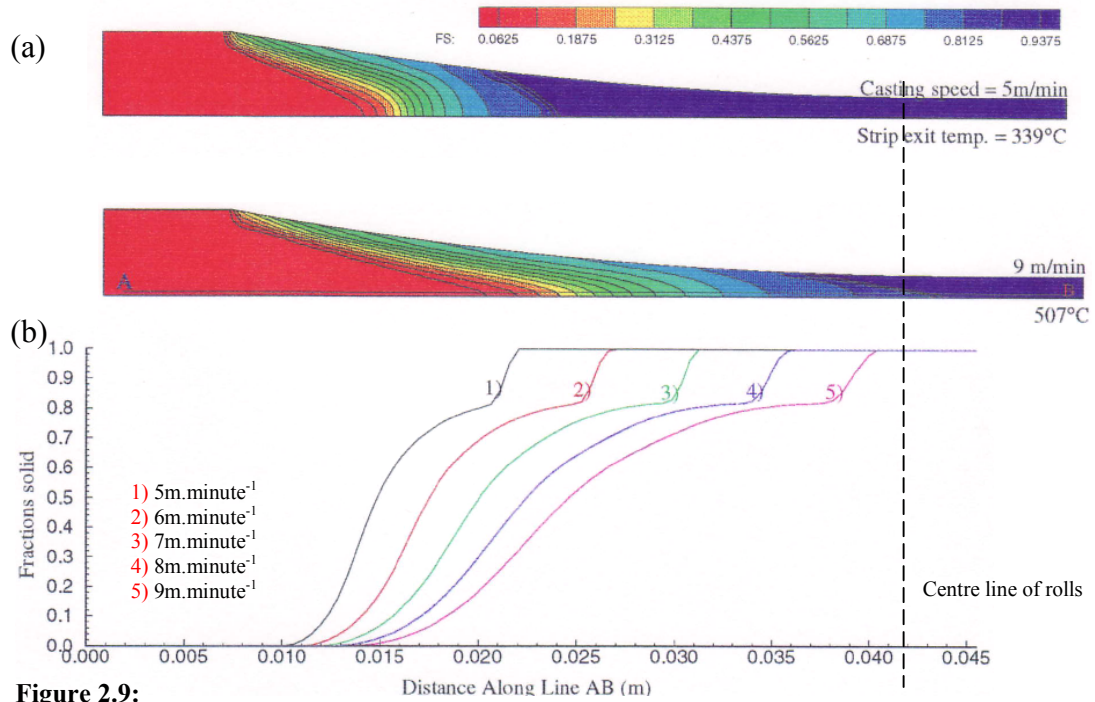 (a)
FS: 0.0625 0.1875 0.3125 0.4375 0.5625 0.6875 0.8125 0.9375
Casting speed = 5m/min
Strip exit temp. = 339°C
9 m/min
A
B
507°C
(b)
Fractions solid
1.0
0.9
0.8
0.7
0.6
0.5
0.4
0.3
0.2
0.1
0.0
1) 2) 3) 4) 5)
1) 5m.minute⁻¹
2) 6m.minute⁻¹
3) 7m.minute⁻¹
4) 8m.minute⁻¹
5) 9m.minute⁻¹
Centre line of rolls
0.000 0.005 0.010 0.015 0.020 0.025 0.030 0.035 0.040 0.045
Distance Along Line AB (m)
Figure 2.9: